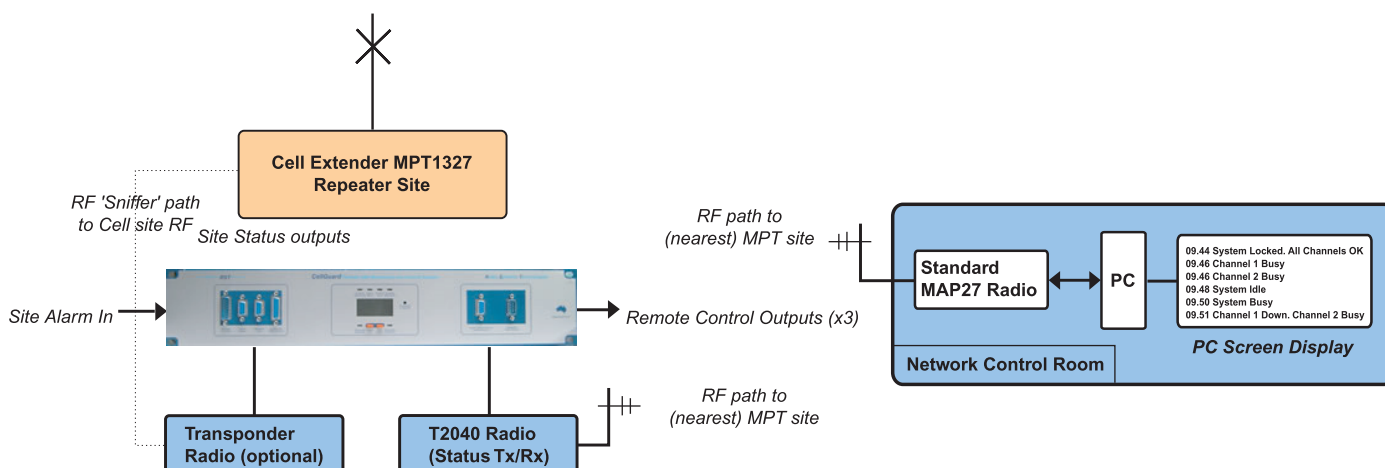 Cell Extender MPT1327
Repeater Site
RF 'Sniffer' path
to Cell site RF
Site Status outputs
CellGuard
Site Alarm In
Remote Control Outputs (x3)
Transponder
Radio (optional)
T2040 Radio
(Status Tx/Rx)
RF path to
(nearest) MPT site
RF path to
(nearest) MPT site
Standard
MAP27 Radio
PC
09.44 System Locked. All Channels OK
09.46 Channel 1 Busy
09.46 Channel 2 Busy
09.48 System Idle
09.50 System Busy
09.51 Channel 1 Down. Channel 2 Busy
PC Screen Display
Network Control Room